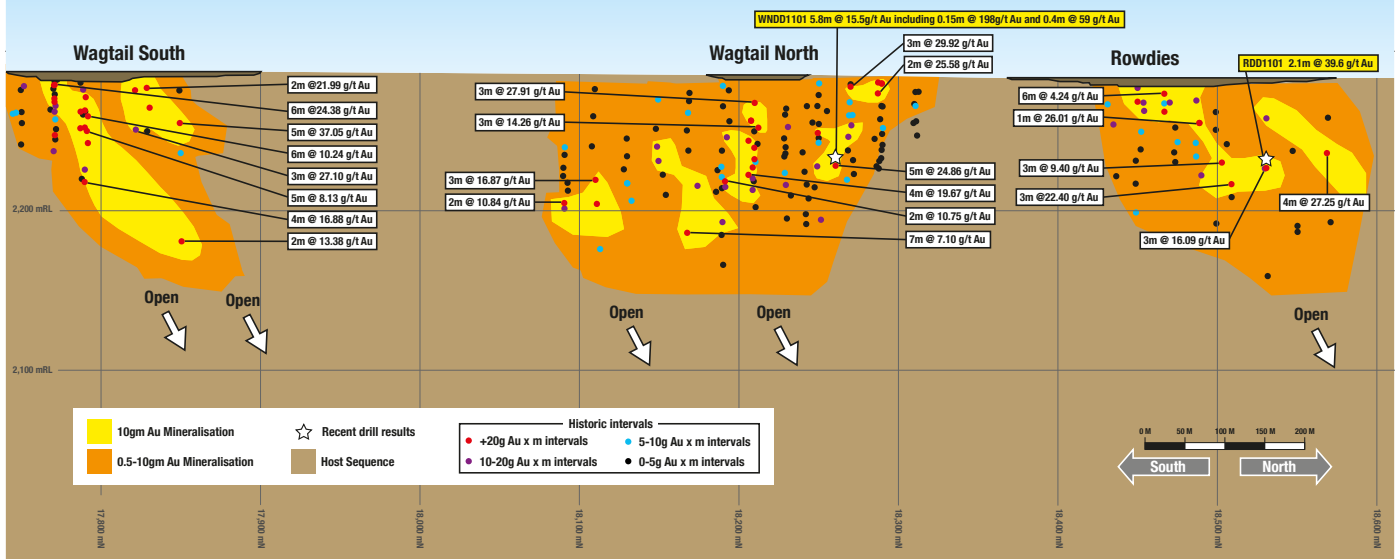 WNDD1101 5.8m @ 15.5g/t Au including 0.15m @ 198g/t Au and 0.4m @ 59 g/t Au
Wagtail South
Wagtail North
Rowdies
3m @ 29.92 g/t Au
2m @ 25.58 g/t Au
RDD1101  2.1m @ 39.6 g/t Au
2m @21.99 g/t Au
6m @24.38 g/t Au
5m @ 37.05 g/t Au
6m @ 10.24 g/t Au
3m @ 27.10 g/t Au
5m @ 8.13 g/t Au
4m @ 16.88 g/t Au
2m @ 13.38 g/t Au
3m @ 27.91 g/t Au
3m @ 14.26 g/t Au
3m @ 16.87 g/t Au
2m @ 10.84 g/t Au
5m @ 24.86 g/t Au
4m @ 19.67 g/t Au
2m @ 10.75 g/t Au
7m @ 7.10 g/t Au
6m @ 4.24 g/t Au
1m @ 26.01 g/t Au
3m @ 9.40 g/t Au
3m @22.40 g/t Au
4m @ 27.25 g/t Au
3m @ 16.09 g/t Au
2,200 mRL
Open
Open
Open
Open
Open
2,100 mRL
10gm Au Mineralisation
0.5-10gm Au Mineralisation
Recent drill results
Host Sequence
Historic intervals
+20g Au x m intervals
10-20g Au x m intervals
5-10g Au x m intervals
0-5g Au x m intervals
0 M
50 M
100 M
150 M
200 M
South
North
17,800 mN
17,900 mN
18,000 mN
18,100 mN
18,200 mN
18,300 mN
18,400 mN
18,500 mN
18,600 mN